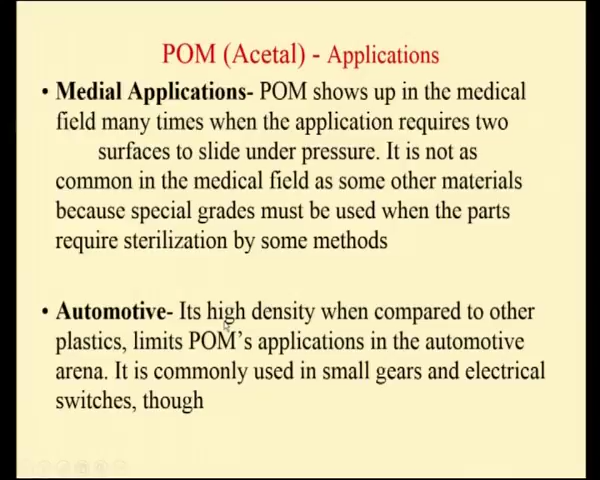 POM (Acetal) - Applications
• Medial Applications- POM shows up in the medical
field many times when the application requires two
surfaces to slide under pressure. It is not as
common in the medical field as some other materials
because special grades must be used when the parts
require sterilization by some methods
• Automotive- Its high density when compared to other
plastics, limits POM's applications in the automotive
arena. It is commonly used in small gears and electrical
switches, though